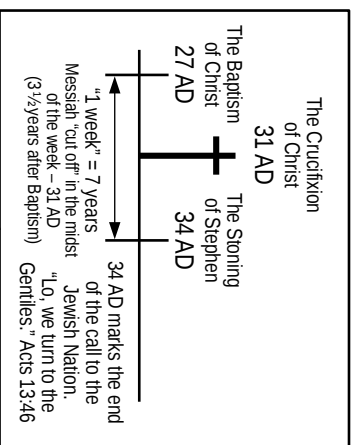 The Crucifixion
of Christ
31 AD
The Baptism
of Christ
27 AD
The Stoning
of Stephen
34 AD
"1 week" = 7 years
Messiah "cut off" in the midst
of the week – 31 AD
(3 ½ years after Baptism)
34 AD marks the end
of the call to the
Jewish Nation.
"Lo, we turn to the
Gentiles." Acts 13:46